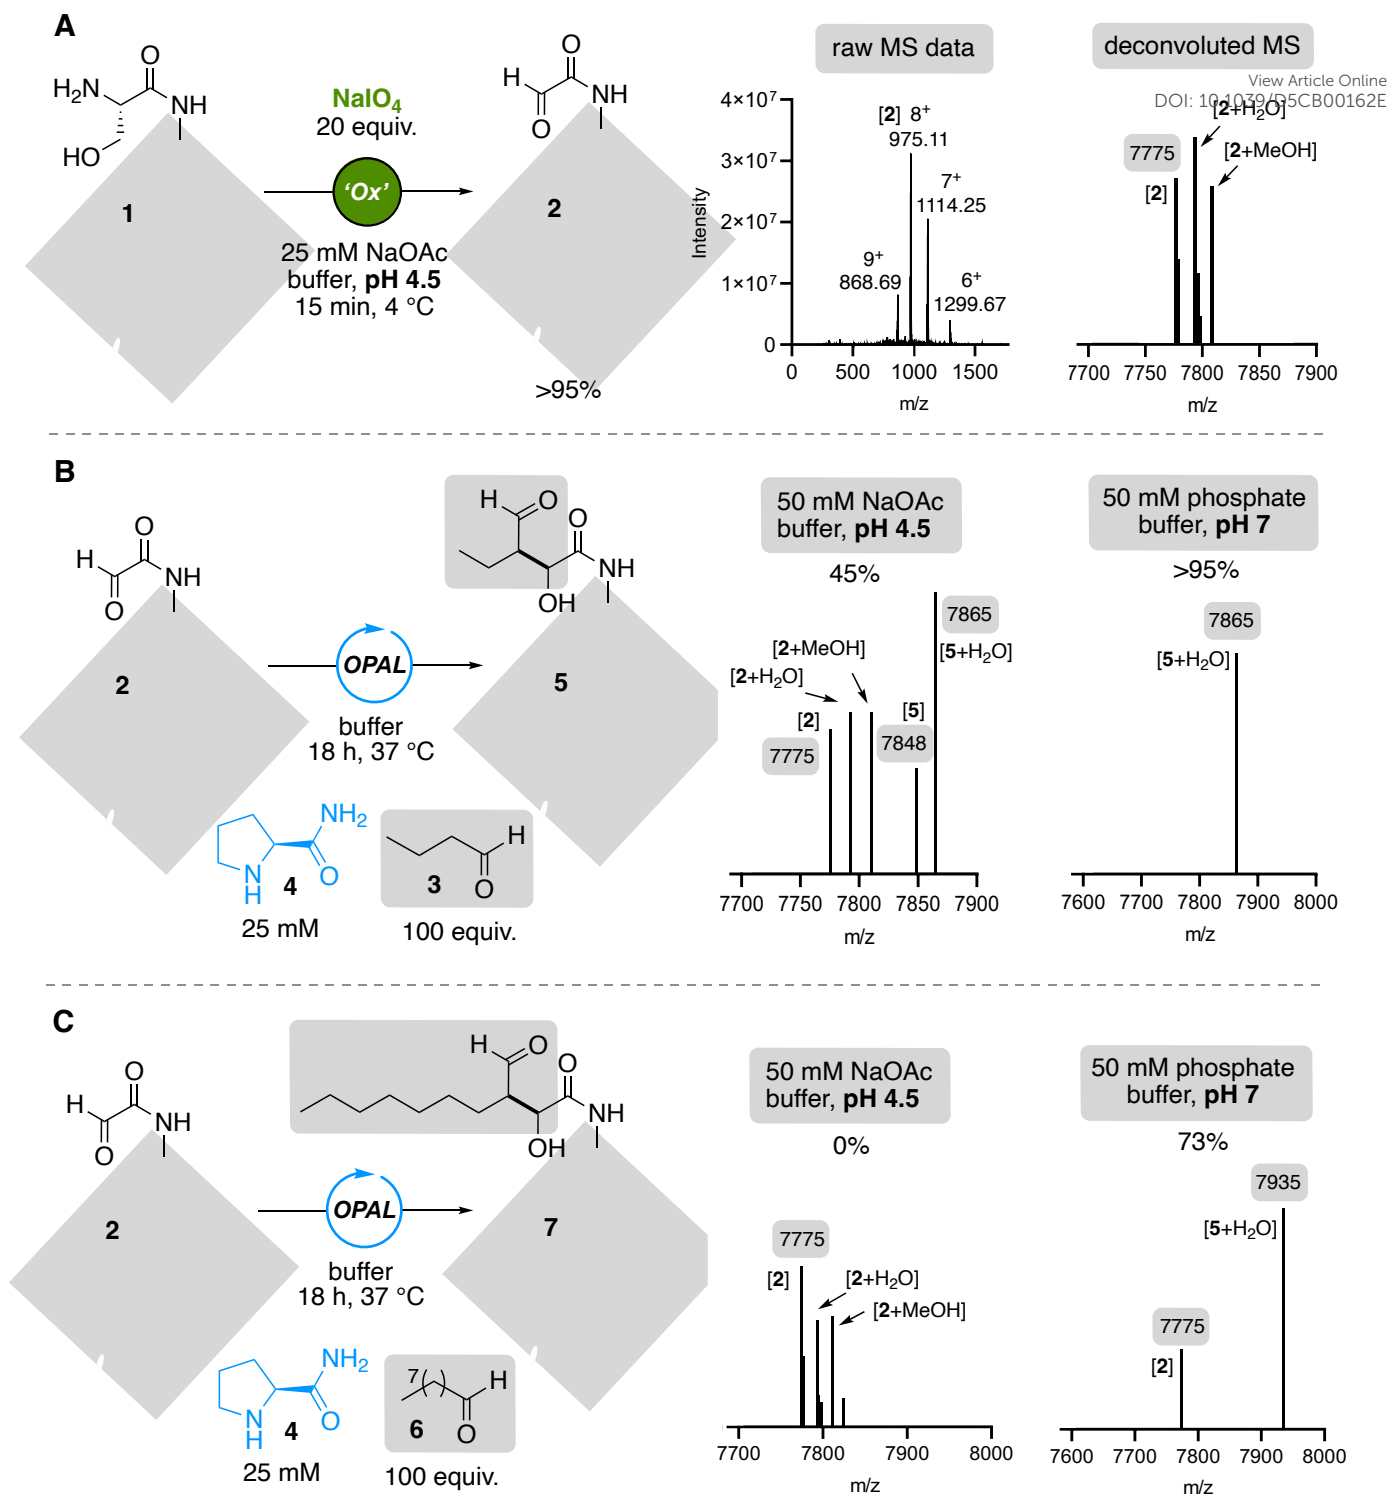 A
raw MS data
deconvoluted MS
View Article Online
DOI: 10.1039/D5CB00162E
H₂N
O
NH
HO
1
NaIO₄
20 equiv.
'Ox'
25 mM NaOAc
buffer, pH 4.5
15 min, 4 °C
H
O
O
NH
2
>95%
Intensity
4×10⁷
3×10⁷
2×10⁷
1×10⁷
0
[2] 8⁺
975.11
7⁺
1114.25
9⁺
868.69
6⁺
1299.67
0 500 1000 1500
m/z
[2+H₂O]
7775
[2+MeOH]
[2]
7700 7750 7800 7850 7900
m/z
B
H
O
O
NH
2
OPAL
buffer
18 h, 37 °C
NH₂
O
N
H
4
25 mM
H
O
3
100 equiv.
H
O
O
NH
OH
5
50 mM NaOAc
buffer, pH 4.5
45%
7865
[5+H₂O]
[2+MeOH]
[2+H₂O]
[2]
[5]
7775
7848
7700 7750 7800 7850 7900
m/z
50 mM phosphate
buffer, pH 7
>95%
7865
[5+H₂O]
7600 7700 7800 7900 8000
m/z
C
H
O
O
NH
2
OPAL
buffer
18 h, 37 °C
NH₂
O
N
H
4
25 mM
7
H
O
6
100 equiv.
H
O
O
NH
OH
7
50 mM NaOAc
buffer, pH 4.5
0%
7775
[2]
[2+H₂O]
[2+MeOH]
7700 7800 7900 8000
m/z
50 mM phosphate
buffer, pH 7
73%
7935
[5+H₂O]
7775
[2]
7600 7700 7800 7900 8000
m/z